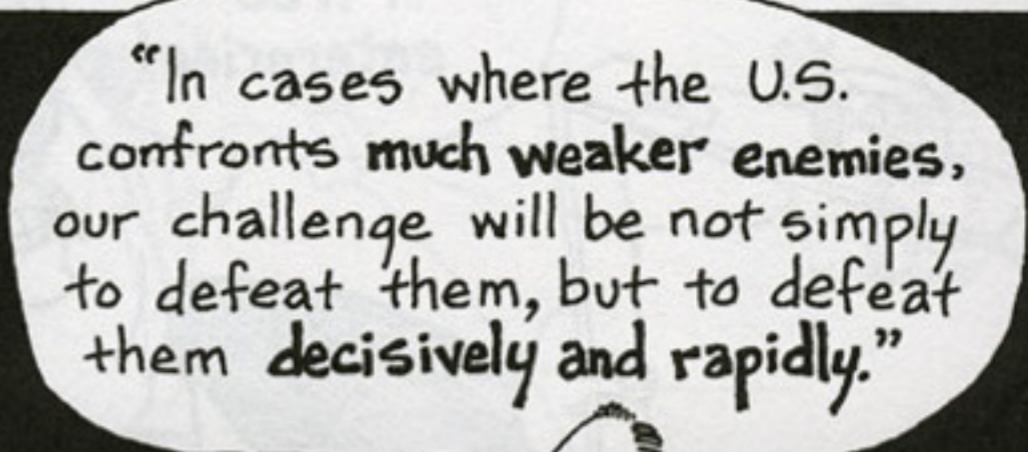 “In cases where the U.S.
confronts much weaker enemies,
our challenge will be not simply
to defeat them, but to defeat
them decisively and rapidly.”